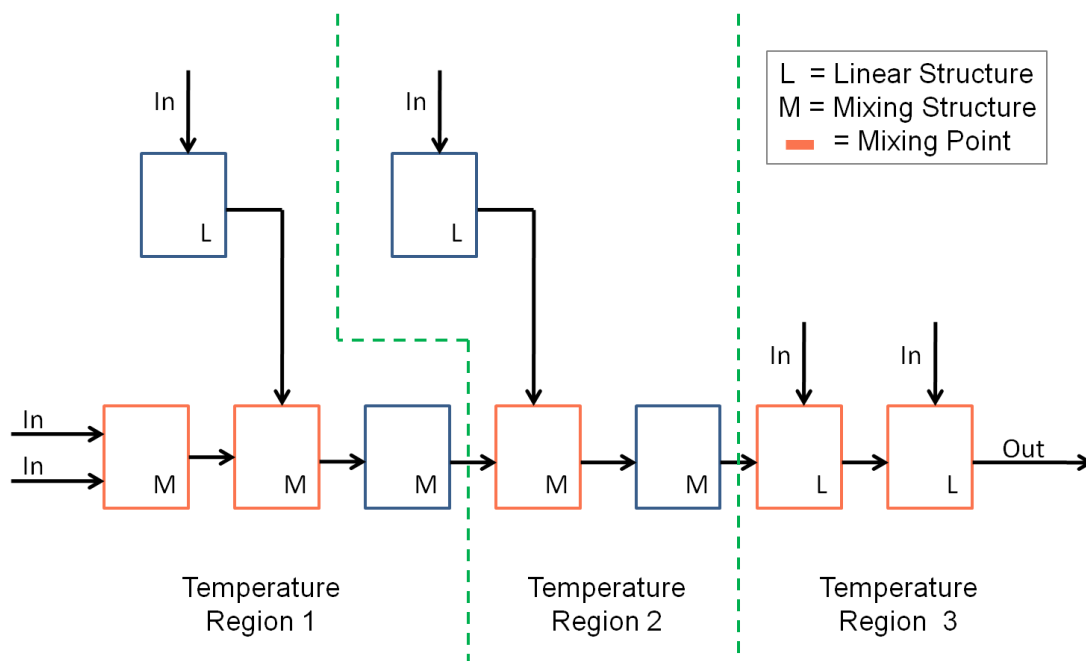 In
In
L = Linear Structure
M = Mixing Structure
= Mixing Point
L
L
In
In
In
In
M
M
M
M
M
L
L
Out
Temperature
Region 1
Temperature
Region 2
Temperature
Region 3